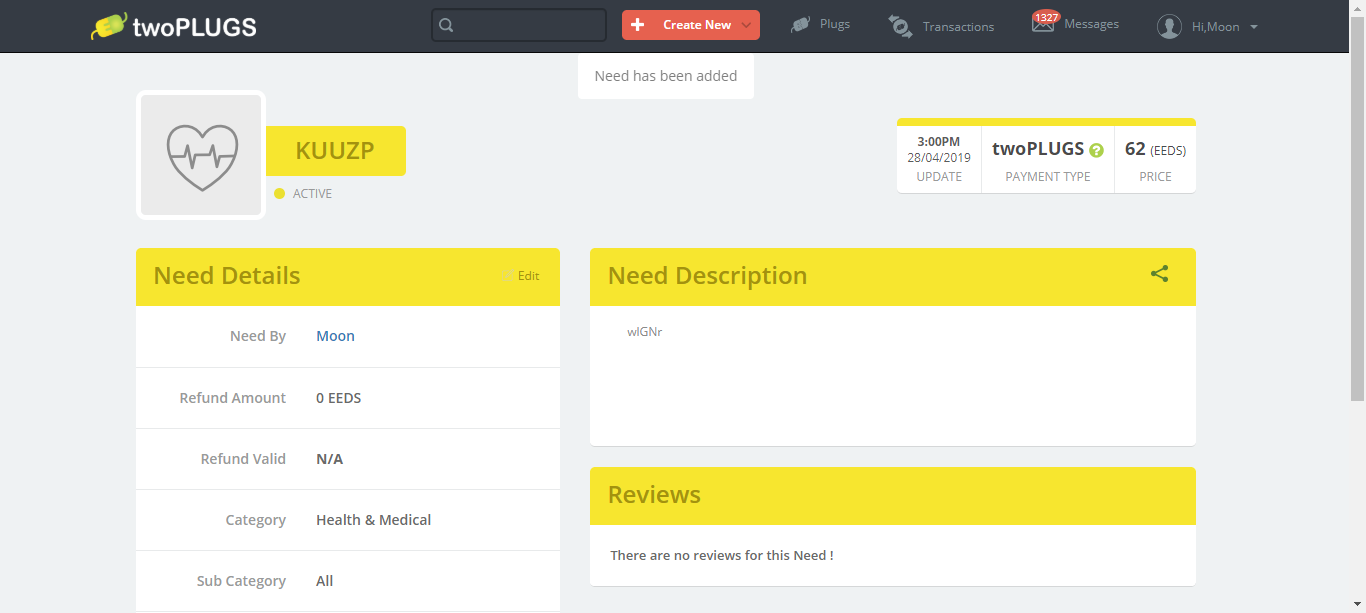 twoPLUGS
Create New
Plugs
Transactions
1327
Messages
Hi,Moon
Need has been added
KUUZP
ACTIVE
3:00PM
28/04/2019
UPDATE
twoPLUGS ?
PAYMENT TYPE
62 (EEDS)
PRICE
Need Details
Edit
Need By Moon
Refund Amount 0 EEDS
Refund Valid N/A
Category Health & Medical
Sub Category All
Need Description
wlGNr
Reviews
There are no reviews for this Need !